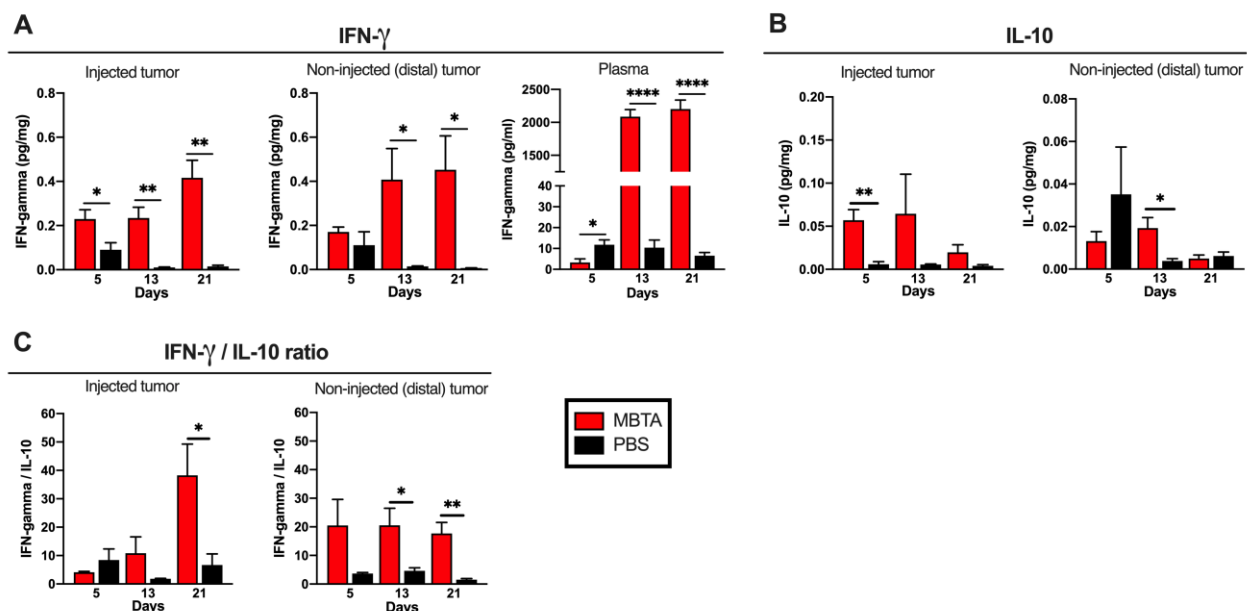 A
IFN-γ
Injected tumor
IFN-gamma (pg/mg)
0.8
0.6
0.4
0.2
0.0
*
**
**
5 13 21
Days
Non-injected (distal) tumor
IFN-gamma (pg/mg)
0.8
0.6
0.4
0.2
0.0
*
*
5 13 21
Days
Plasma
IFN-gamma (pg/ml)
2500
2000
1500
1000
40
30
20
10
0
*
****
****
5 13 21
Days
B
IL-10
Injected tumor
IL-10 (pg/mg)
0.20
0.15
0.10
0.05
0.00
**
5 13 21
Days
Non-injected (distal) tumor
IL-10 (pg/mg)
0.08
0.06
0.04
0.02
0.00
*
5 13 21
Days
C
IFN-γ / IL-10 ratio
Injected tumor
IFN-gamma / IL-10
60
50
40
30
20
10
0
*
5 13 21
Days
Non-injected (distal) tumor
IFN-gamma / IL-10
60
50
40
30
20
10
0
*
**
5 13 21
Days
MBTA
PBS